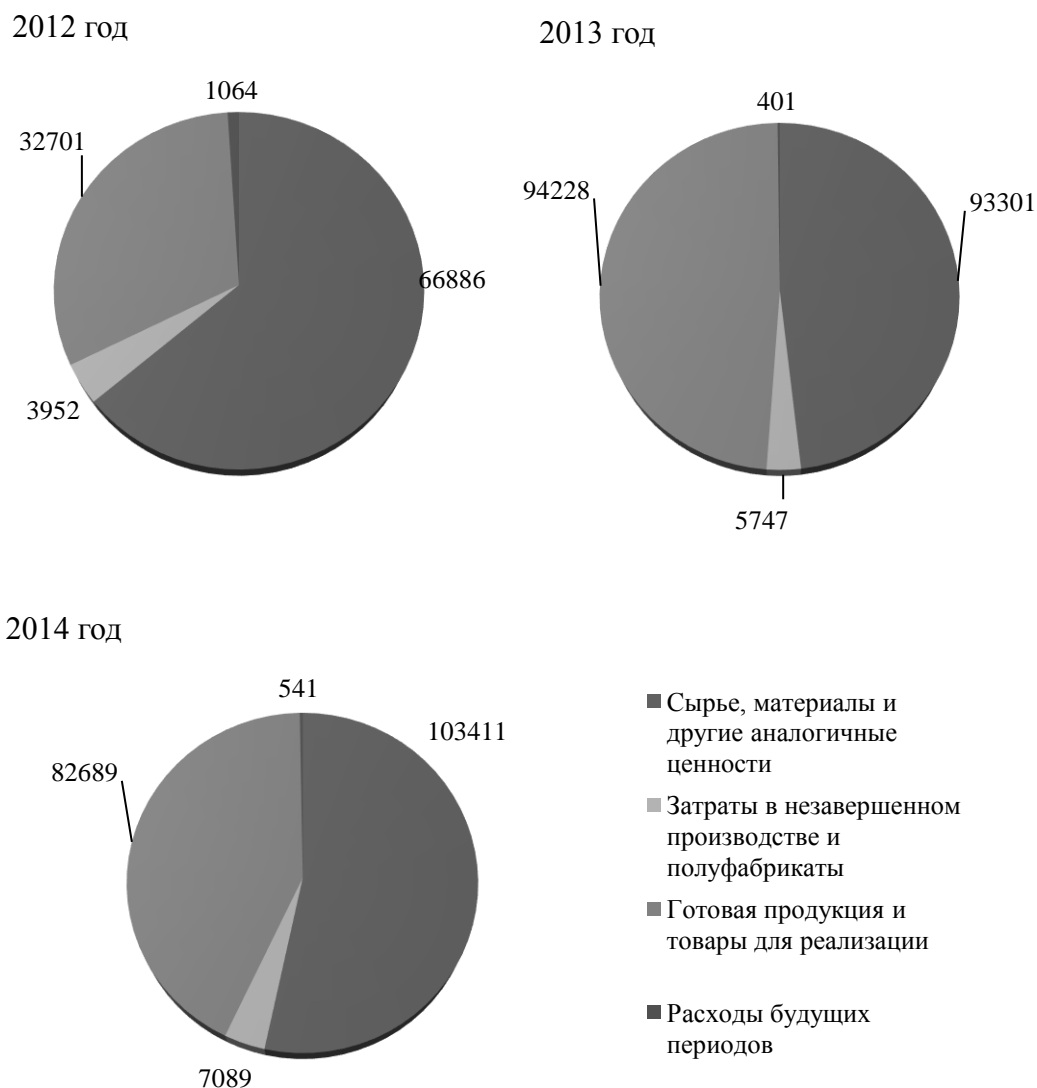 2012 год
1064
32701
66886
3952
2013 год
401
94228
93301
5747
2014 год
541
103411
82689
7089
Сырье, материалы и
другие аналогичные
ценности
Затраты в незавершенном
производстве и
полуфабрикаты
Готовая продукция и
товары для реализации
Расходы будущих
периодов